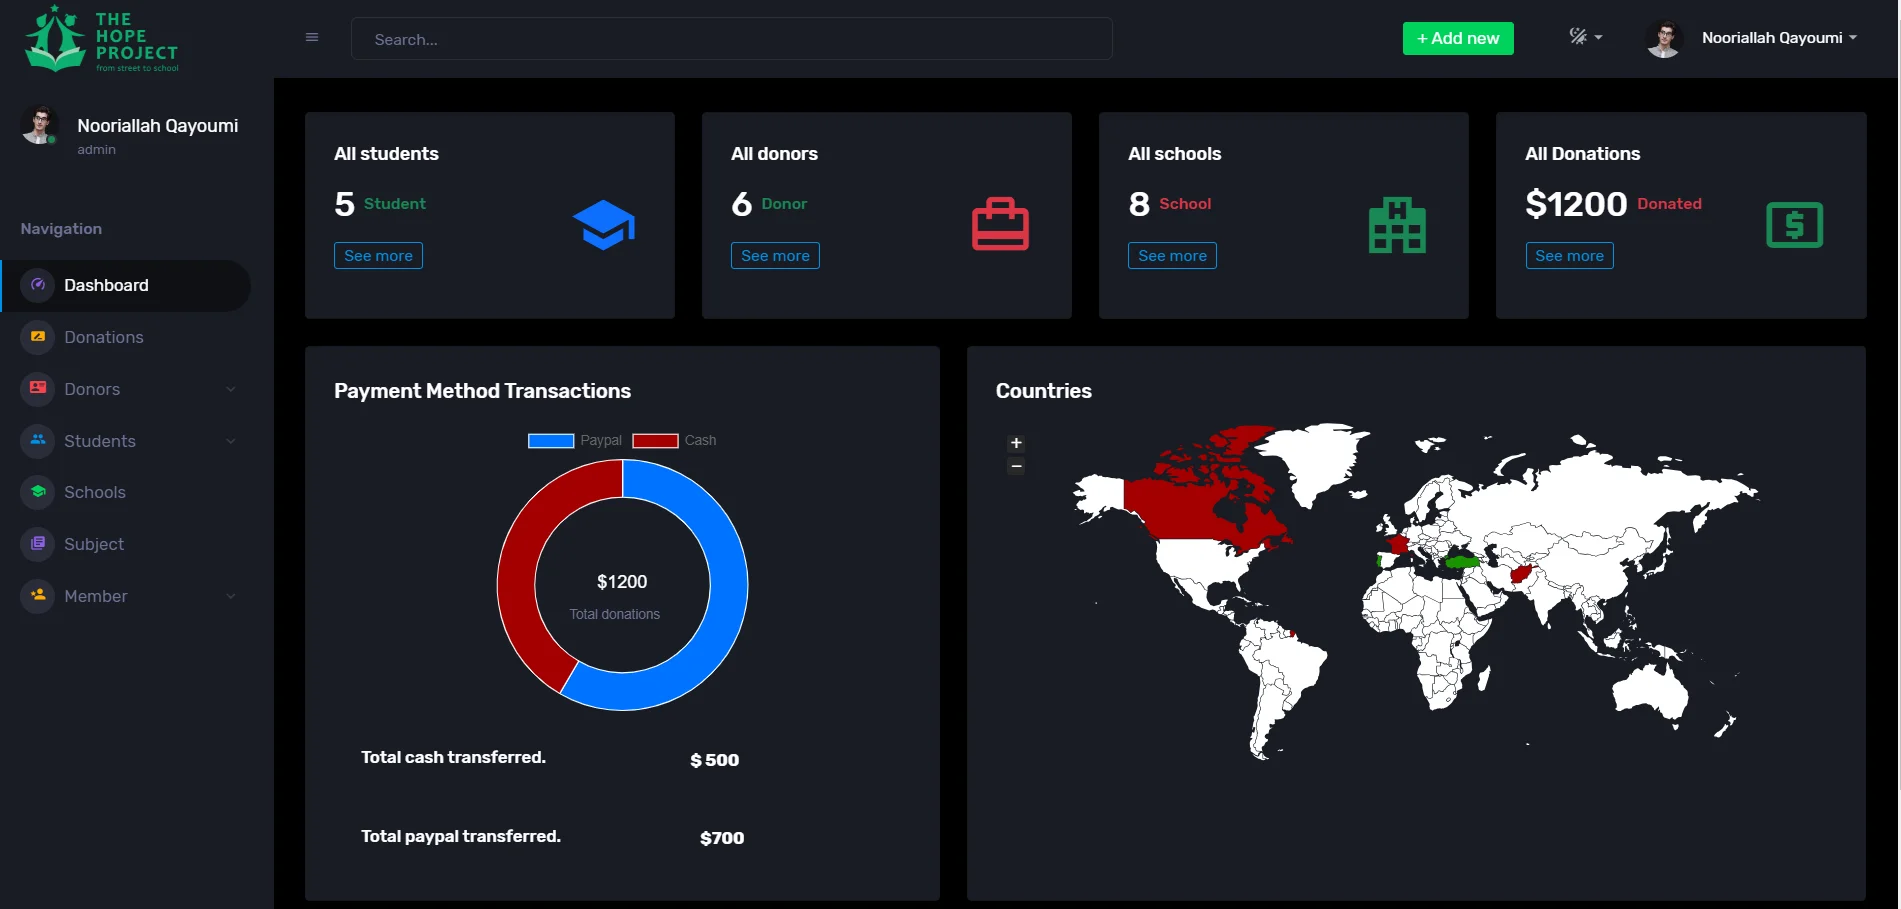 THE
HOPE
PROJECT
from street to school
Search...
+ Add new
Nooriallah Qayoumi
Nooriallah Qayoumi
admin
Navigation
Dashboard
Donations
Donors
Students
Schools
Subject
Member
All students
5 Student
See more
All donors
6 Donor
See more
All schools
8 School
See more
All Donations
$1200 Donated
See more
Payment Method Transactions
Paypal Cash
$1200
Total donations
Total cash transferred. $ 500
Total paypal transferred. $700
Countries
+
−